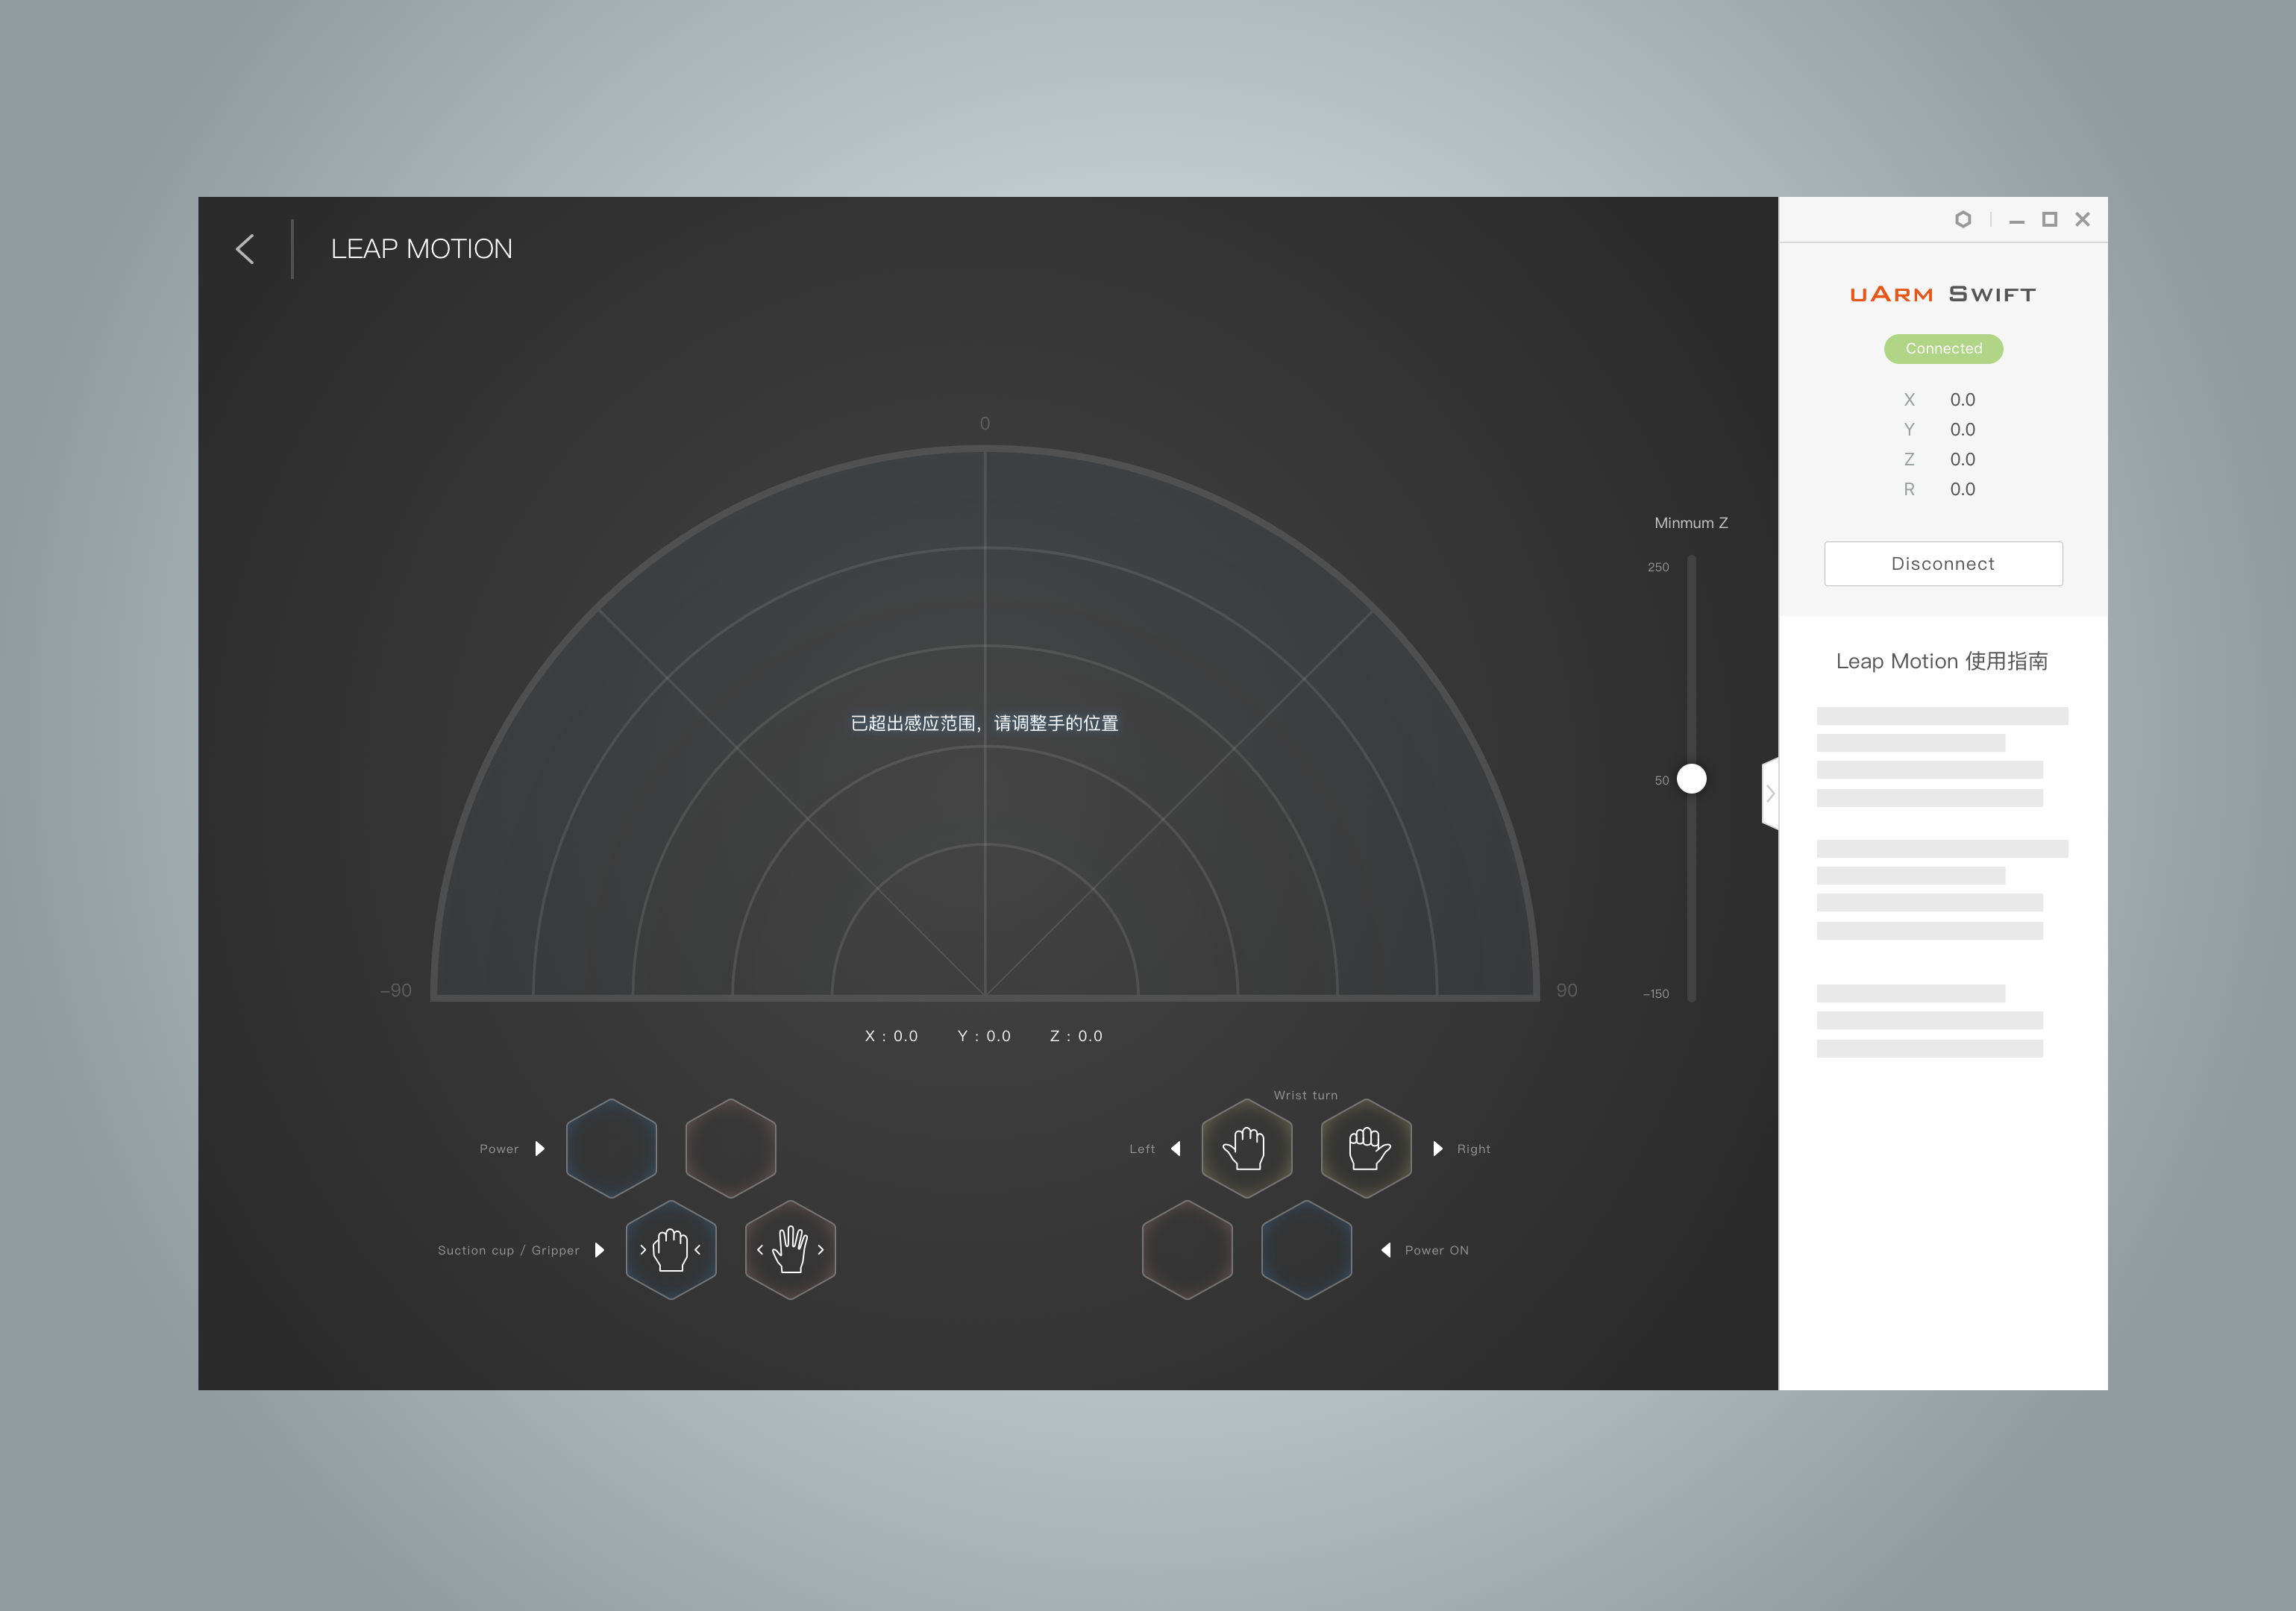 LEAP MOTION
uArm Swift
Connected
X 0.0
Y 0.0
Z 0.0
R 0.0
Disconnect
Leap Motion 使用指南
0
已超出感应范围，请调整手的位置
-90
90
X : 0.0 Y : 0.0 Z : 0.0
Minmum Z
250
50
-150
Power
Suction cup / Gripper
Wrist turn
Left
Right
Power ON